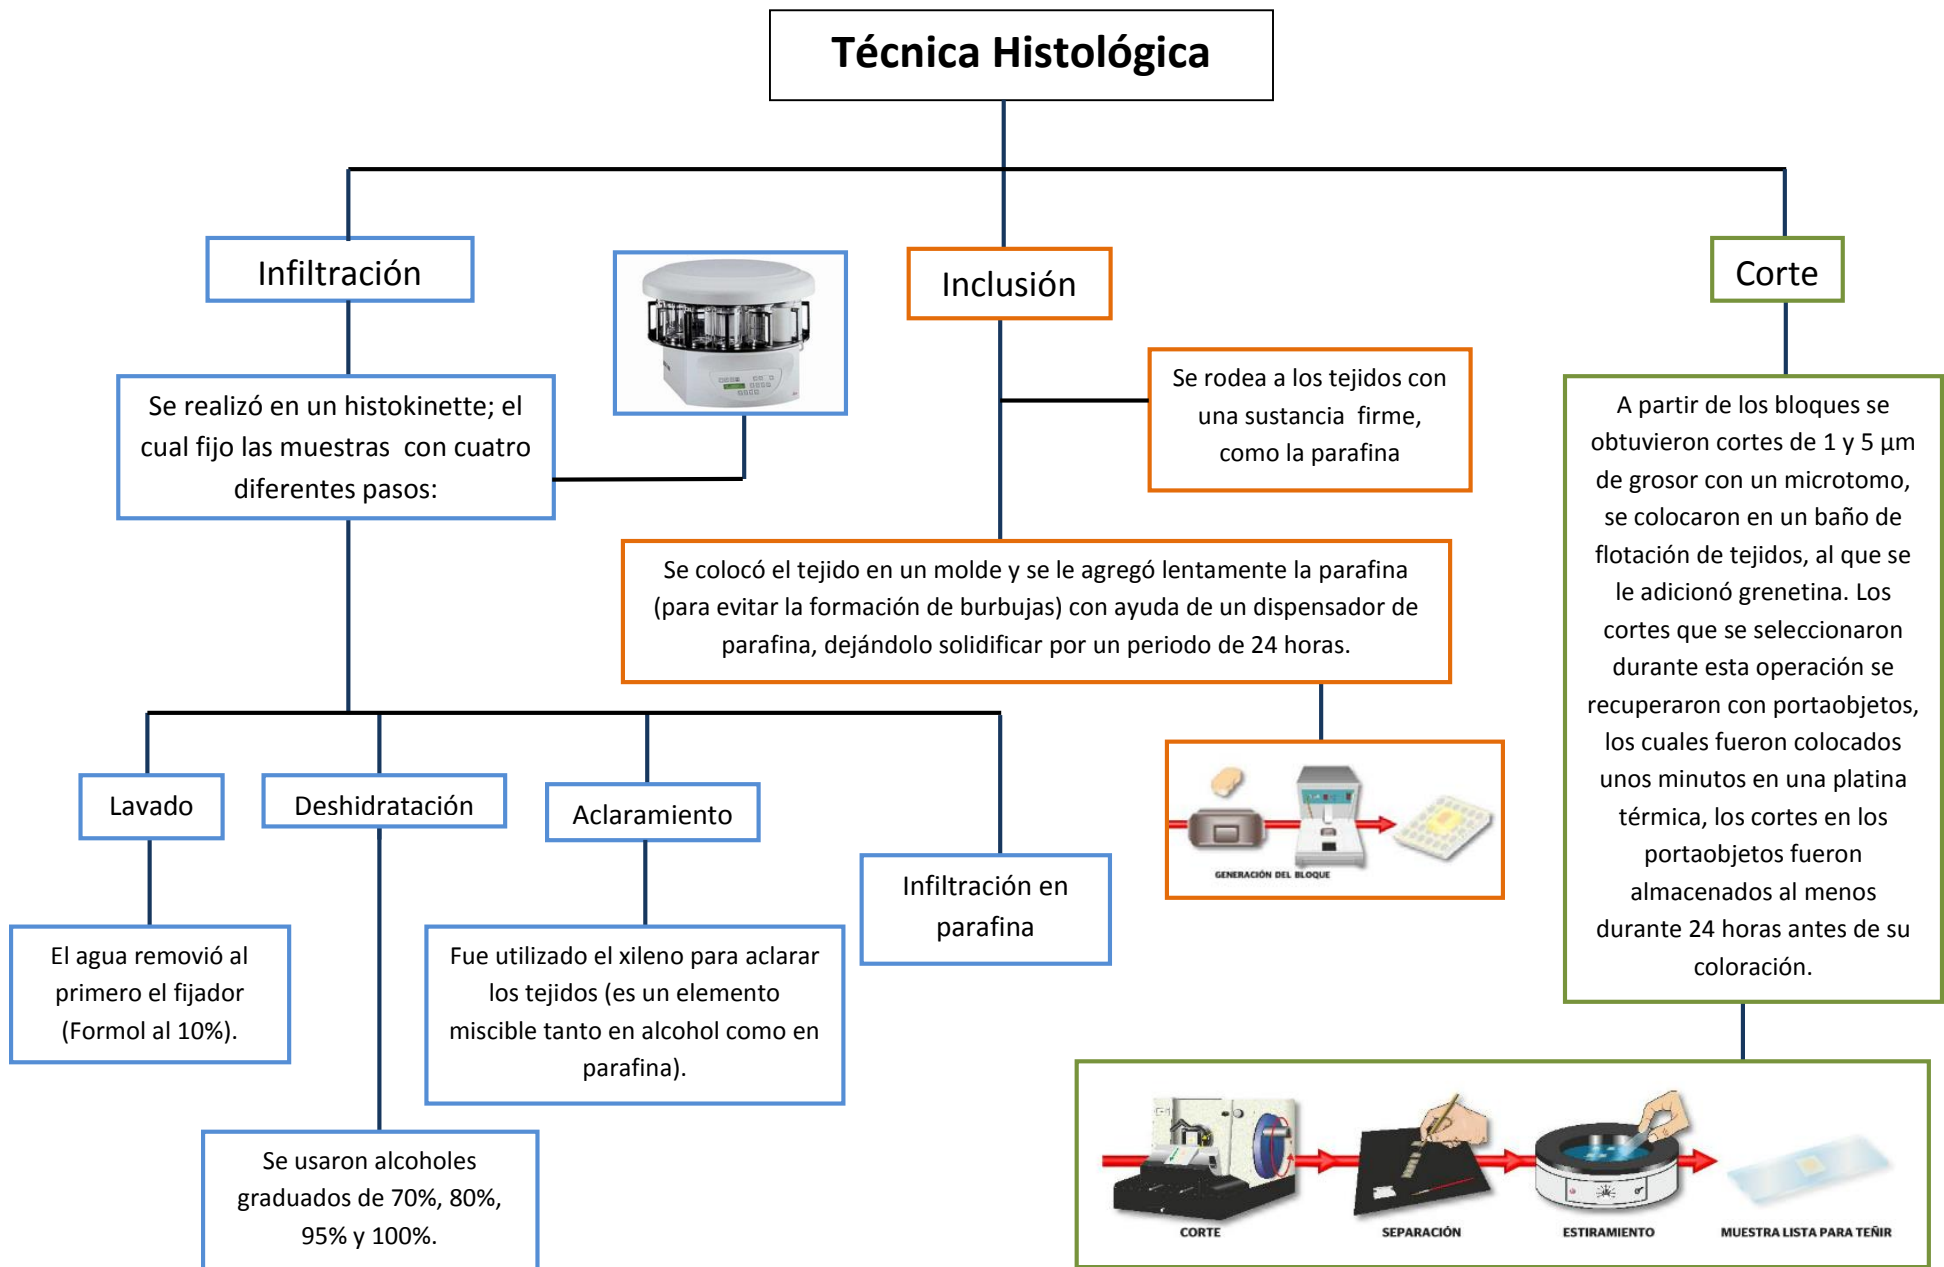 Técnica Histológica
Infiltración
Inclusión
Corte
Se realizó en un histokinette; el
cual fijo las muestras con cuatro
diferentes pasos:
Se rodea a los tejidos con
una sustancia firme,
como la parafina
Se colocó el tejido en un molde y se le agregó lentamente la parafina
(para evitar la formación de burbujas) con ayuda de un dispensador de
parafina, dejándolo solidificar por un periodo de 24 horas.
A partir de los bloques se
obtuvieron cortes de 1 y 5 µm
de grosor con un microtomo,
se colocaron en un baño de
flotación de tejidos, al que se
le adicionó grenetina. Los
cortes que se seleccionaron
durante esta operación se
recuperaron con portaobjetos,
los cuales fueron colocados
unos minutos en una platina
térmica, los cortes en los
portaobjetos fueron
almacenados al menos
durante 24 horas antes de su
coloración.
Lavado
Deshidratación
Aclaramiento
Infiltración en
parafina
El agua removió al
primero el fijador
(Formol al 10%).
Se usaron alcoholes
graduados de 70%, 80%,
95% y 100%.
Fue utilizado el xileno para aclarar
los tejidos (es un elemento
miscible tanto en alcohol como en
parafina).
GENERACIÓN DEL BLOQUE
CORTE
SEPARACIÓN
ESTIRAMIENTO
MUESTRA LISTA PARA TEÑIR